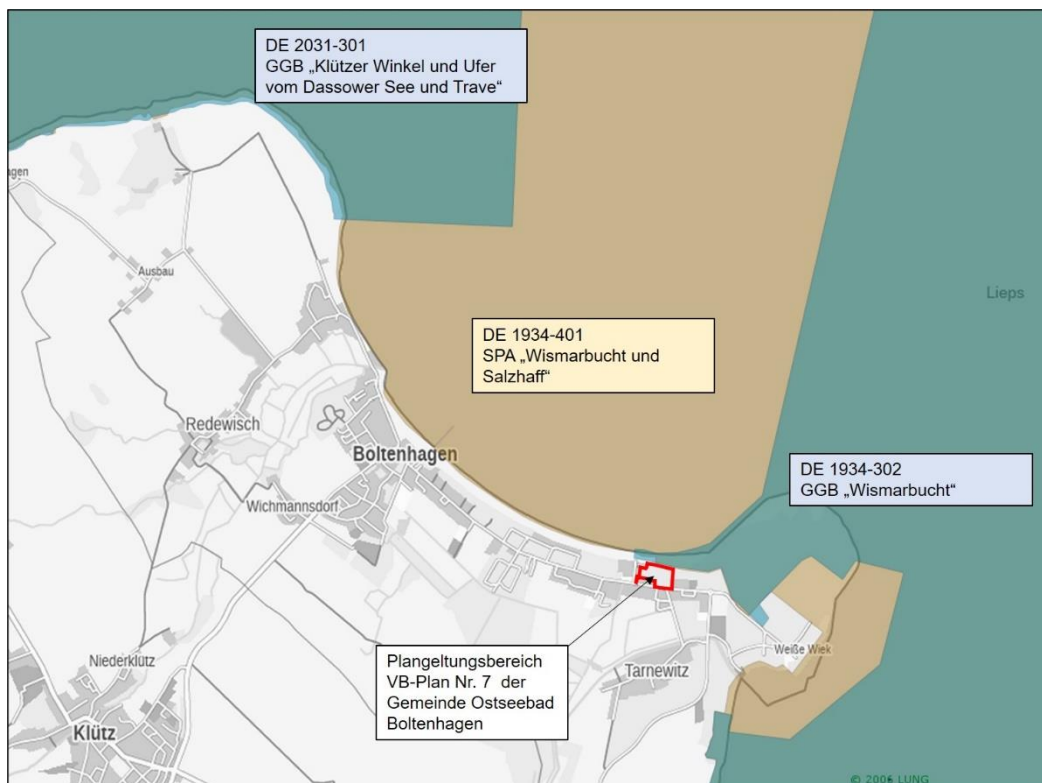 DE 2031-301
GGB „Klützer Winkel und Ufer
vom Dassower See und Trave“
agen
Ausbau
Lieps
DE 1934-401
SPA „Wismarbucht und
Salzhaff“
Redewisch
Boltenhagen
DE 1934-302
GGB „Wismarbucht“
Wichmannsdorf
Plangeltungsbereich
VB-Plan Nr. 7 der
Gemeinde Ostseebad
Boltenhagen
Weiße Wiek
Tarnewitz
Niederklütz
Klütz
© 2006 LUNG